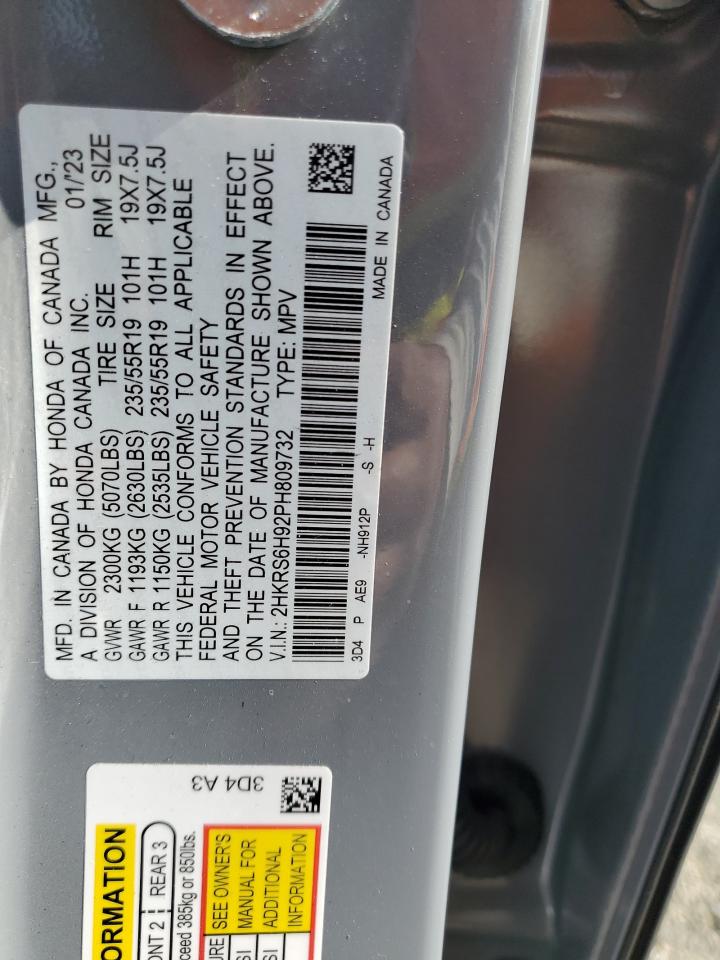 MFD. IN CANADA BY HONDA OF CANADA MFG.,
A DIVISION OF HONDA CANADA INC. 01/23
GVWR 2300KG (5070LBS) TIRE SIZE RIM SIZE
GAWR F 1193KG (2630LBS) 235/55R19 101H 19X7.5J
GAWR R 1150KG (2535LBS) 235/55R19 101H 19X7.5J
THIS VEHICLE CONFORMS TO ALL APPLICABLE
FEDERAL MOTOR VEHICLE SAFETY
AND THEFT PREVENTION STANDARDS IN EFFECT
ON THE DATE OF MANUFACTURE SHOWN ABOVE.
V.I.N.: 2HKRS6H92PH809732 TYPE: MPV
3D4 P AE9 -NH912P -S -H
MADE IN CANADA
3D4 A3
ORMATION
ONT 2 REAR 3
ceed 385kg or 850lbs.
URE SEE OWNER'S
SI MANUAL FOR
SI ADDITIONAL
INFORMATION